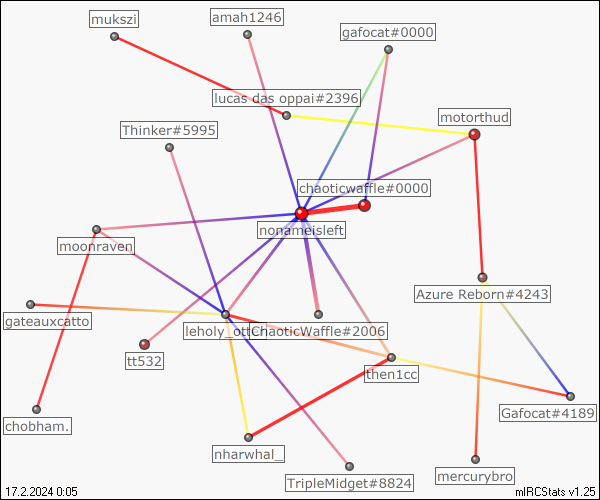 mukszi
amah1246
gafocat#0000
lucas das oppai#2396
motorthud
Thinker#5995
chaoticwaffle#0000
nonameisleft
moonraven
Azure Reborn#4243
gateauxcatto
leholy_ott
ChaoticWaffle#2006
tt532
then1cc
Gafocat#4189
chobham.
nharwhal_
TripleMidget#8824
mercurybro
17.2.2024 0:05
mIRCStats v1.25